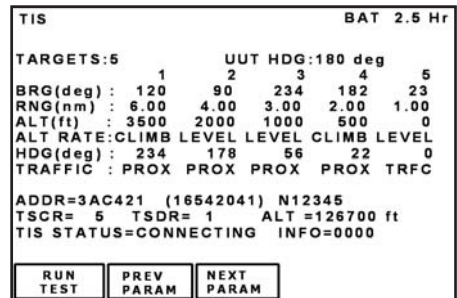 TIS BAT 2.5 Hr
TARGETS:5 UUT HDG:180 deg
1 2 3 4 5
BRG(deg) : 120 90 234 182 23
RNG(nm) : 6.00 4.00 3.00 2.00 1.00
ALT(ft) : 3500 2000 1000 500 0
ALT RATE:CLIMB LEVEL LEVEL CLIMB LEVEL
HDG(deg) : 234 178 56 22 0
TRAFFIC : PROX PROX PROX PROX TRFC
ADDR=3AC421 (16542041) N12345
TSCR= 5 TSDR= 1 ALT =126700 ft
TIS STATUS=CONNECTING INFO=0000
RUN TEST
PREV PARAM
NEXT PARAM